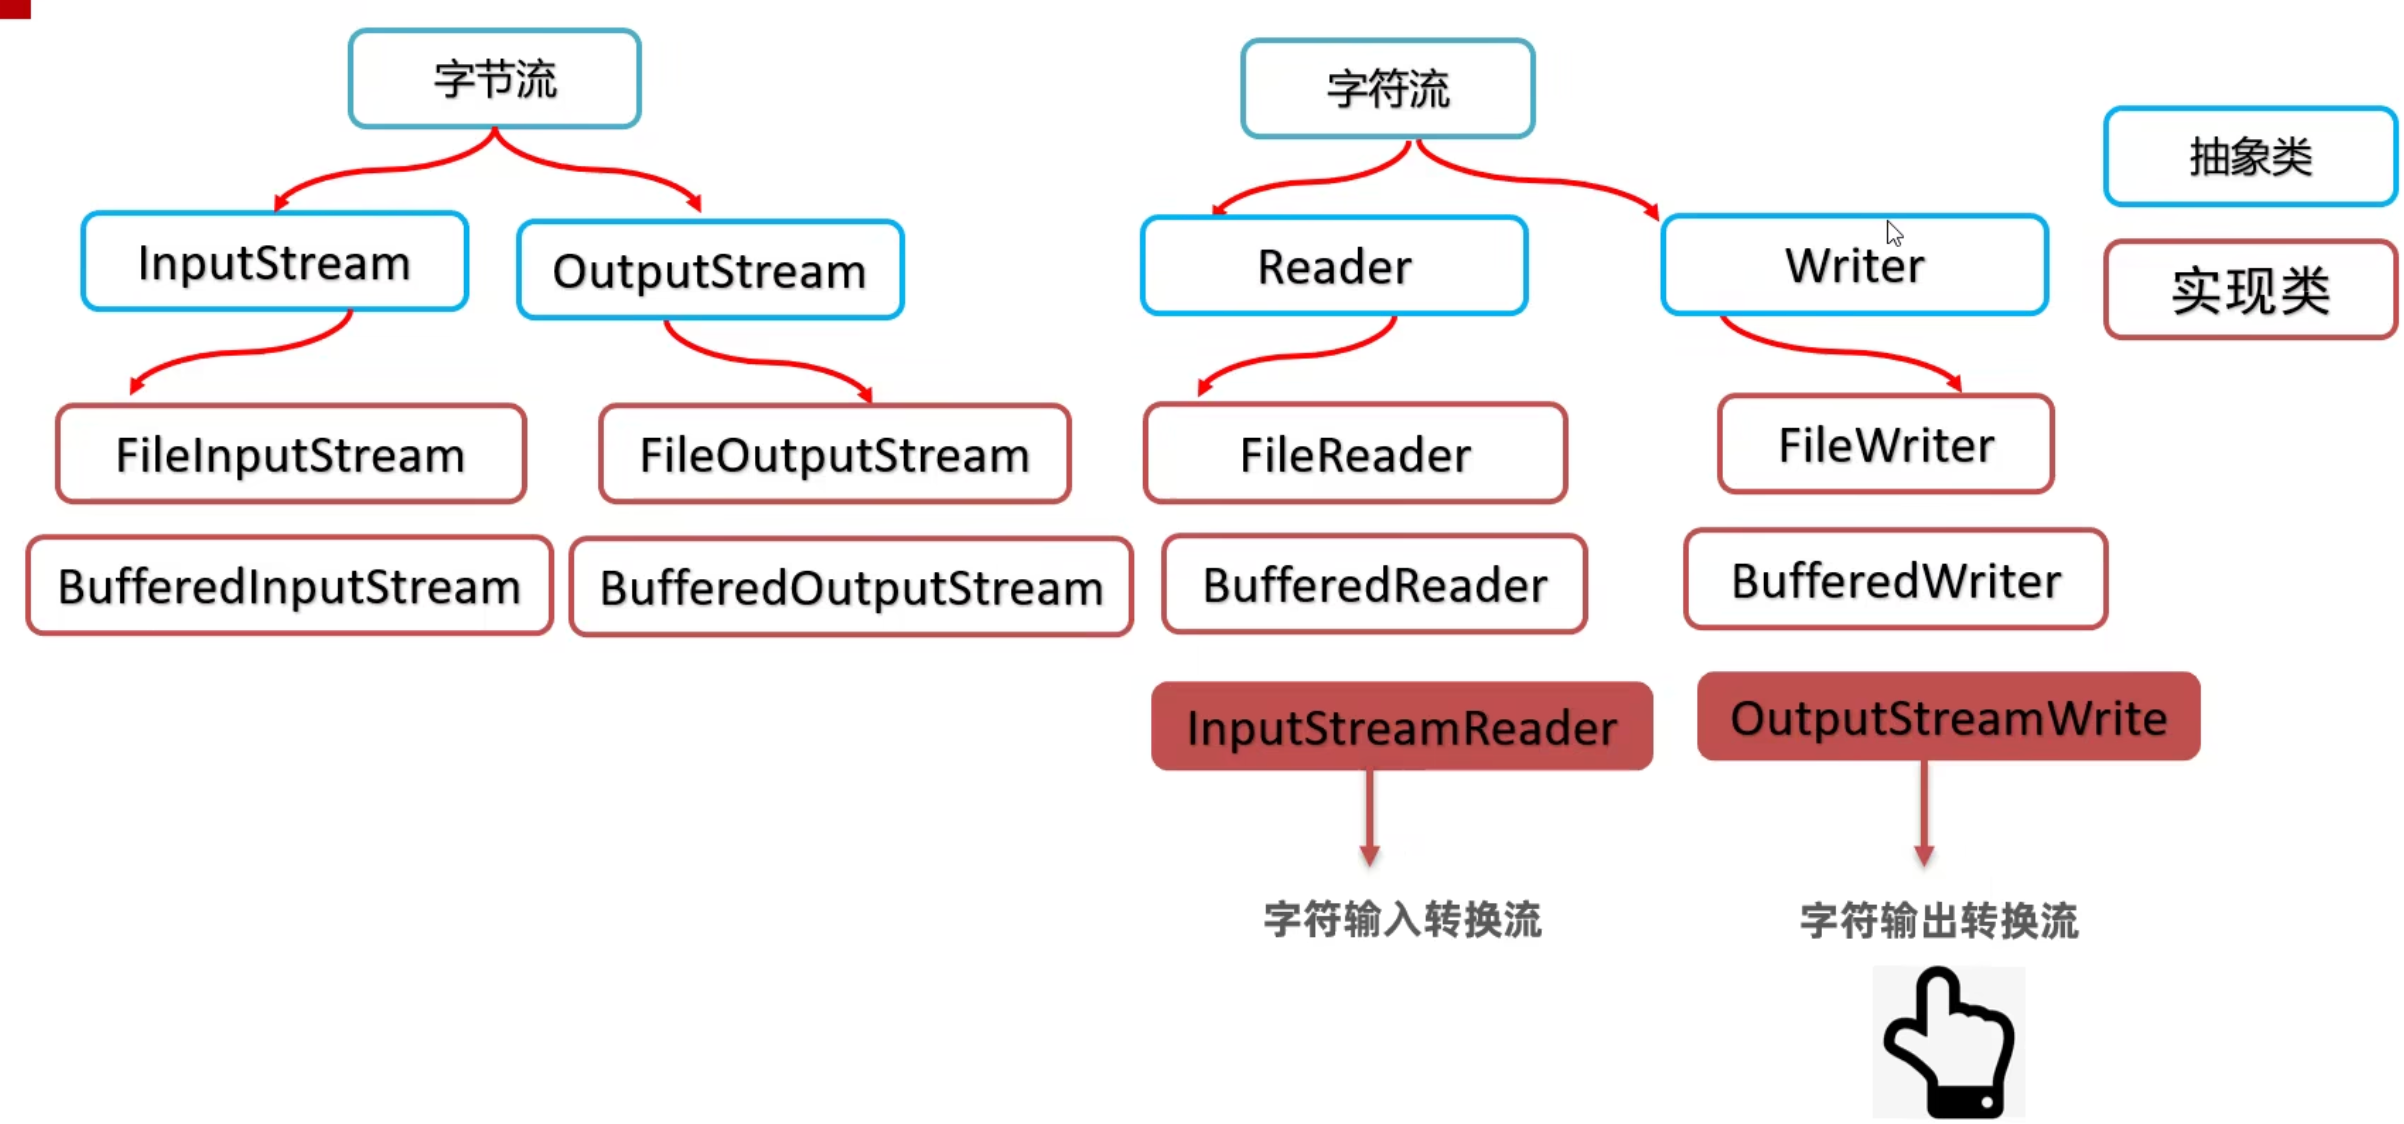 字节流
字符流
抽象类
InputStream
OutputStream
Reader
Writer
实现类
FileInputStream
FileOutputStream
FileReader
FileWriter
BufferedInputStream
BufferedOutputStream
BufferedReader
BufferedWriter
InputStreamReader
OutputStreamWrite
字符输入转换流
字符输出转换流